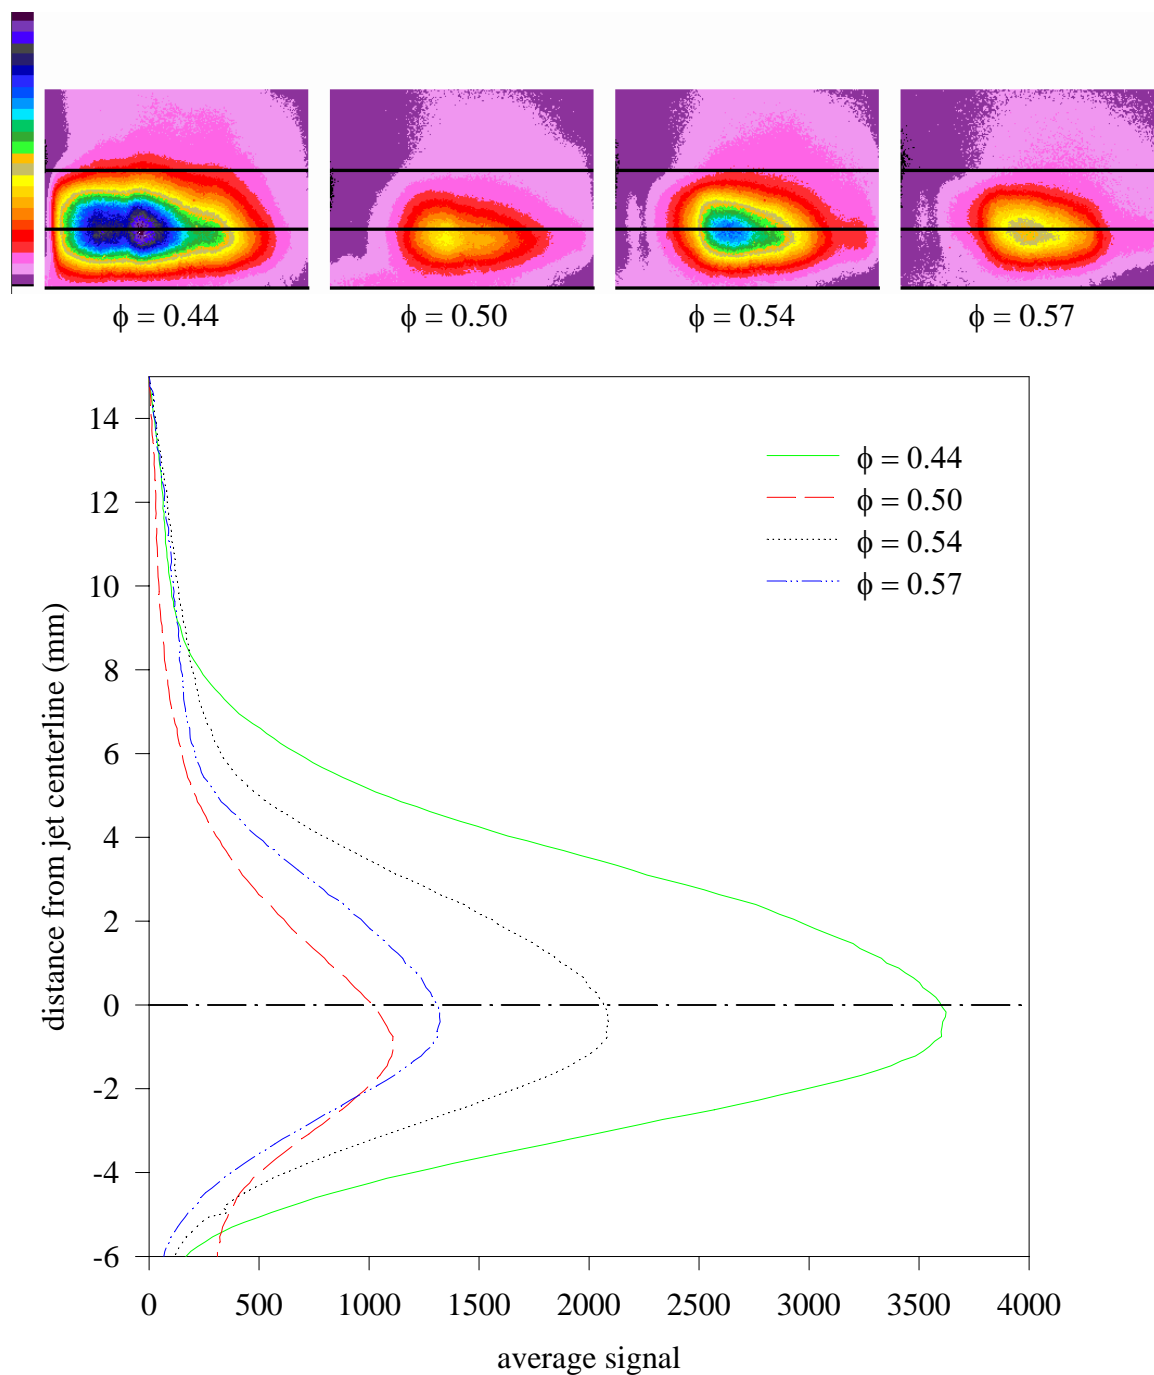 ϕ = 0.44
ϕ = 0.50
ϕ = 0.54
ϕ = 0.57
14
12
10
8
6
4
2
0
-2
-4
-6
distance from jet centerline (mm)
ϕ = 0.44
ϕ = 0.50
ϕ = 0.54
ϕ = 0.57
0 500 1000 1500 2000 2500 3000 3500 4000
average signal